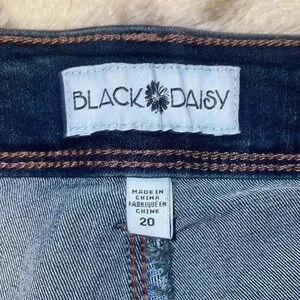 BLACK DAISY
MADE IN
CHINA
FABRIQUÉ EN
CHINE
20